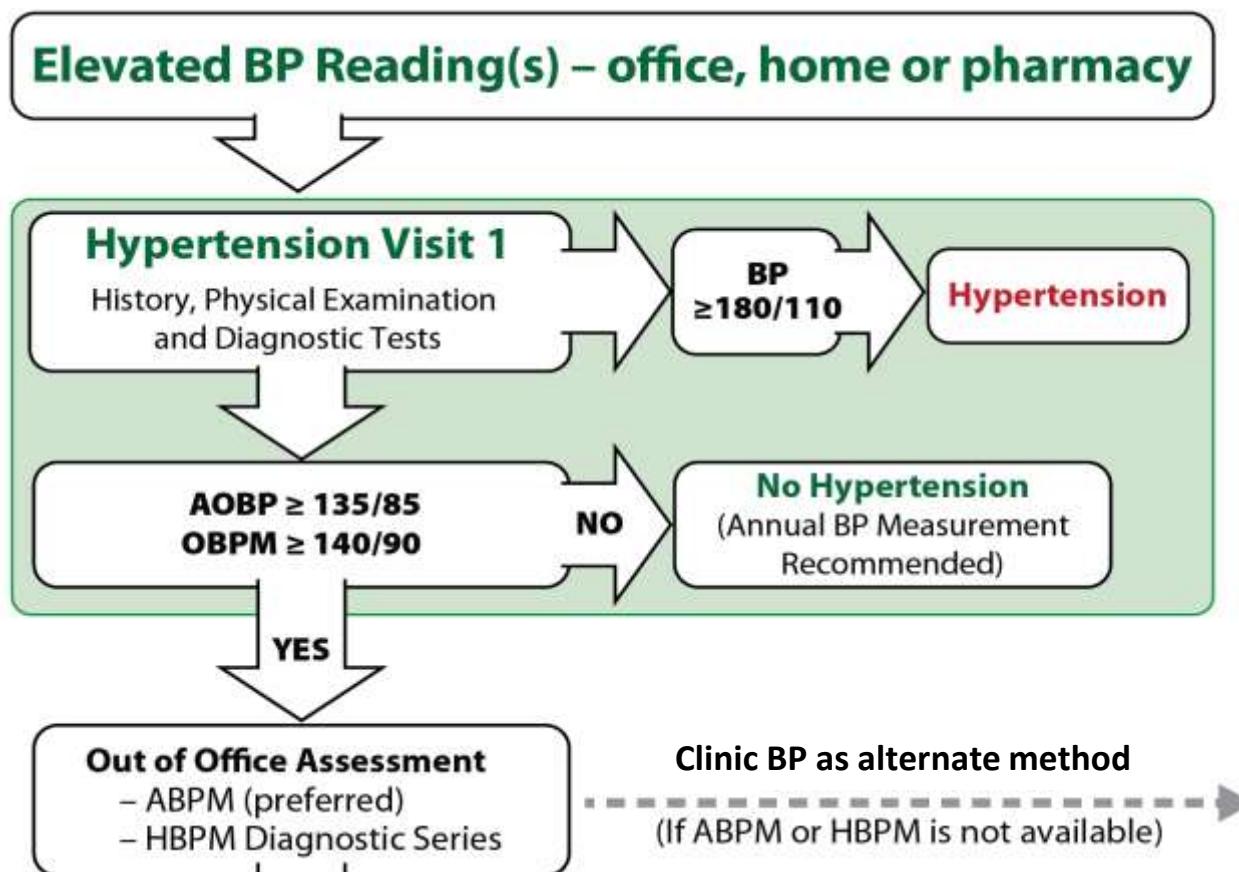 Elevated BP Reading(s) – office, home or pharmacy
Hypertension Visit 1
History, Physical Examination
and Diagnostic Tests
BP
≥180/110
Hypertension
AOBP ≥ 135/85
OBPM ≥ 140/90
NO
No Hypertension
(Annual BP Measurement
Recommended)
YES
Out of Office Assessment
– ABPM (preferred)
– HBPM Diagnostic Series
Clinic BP as alternate method
(If ABPM or HBPM is not available)